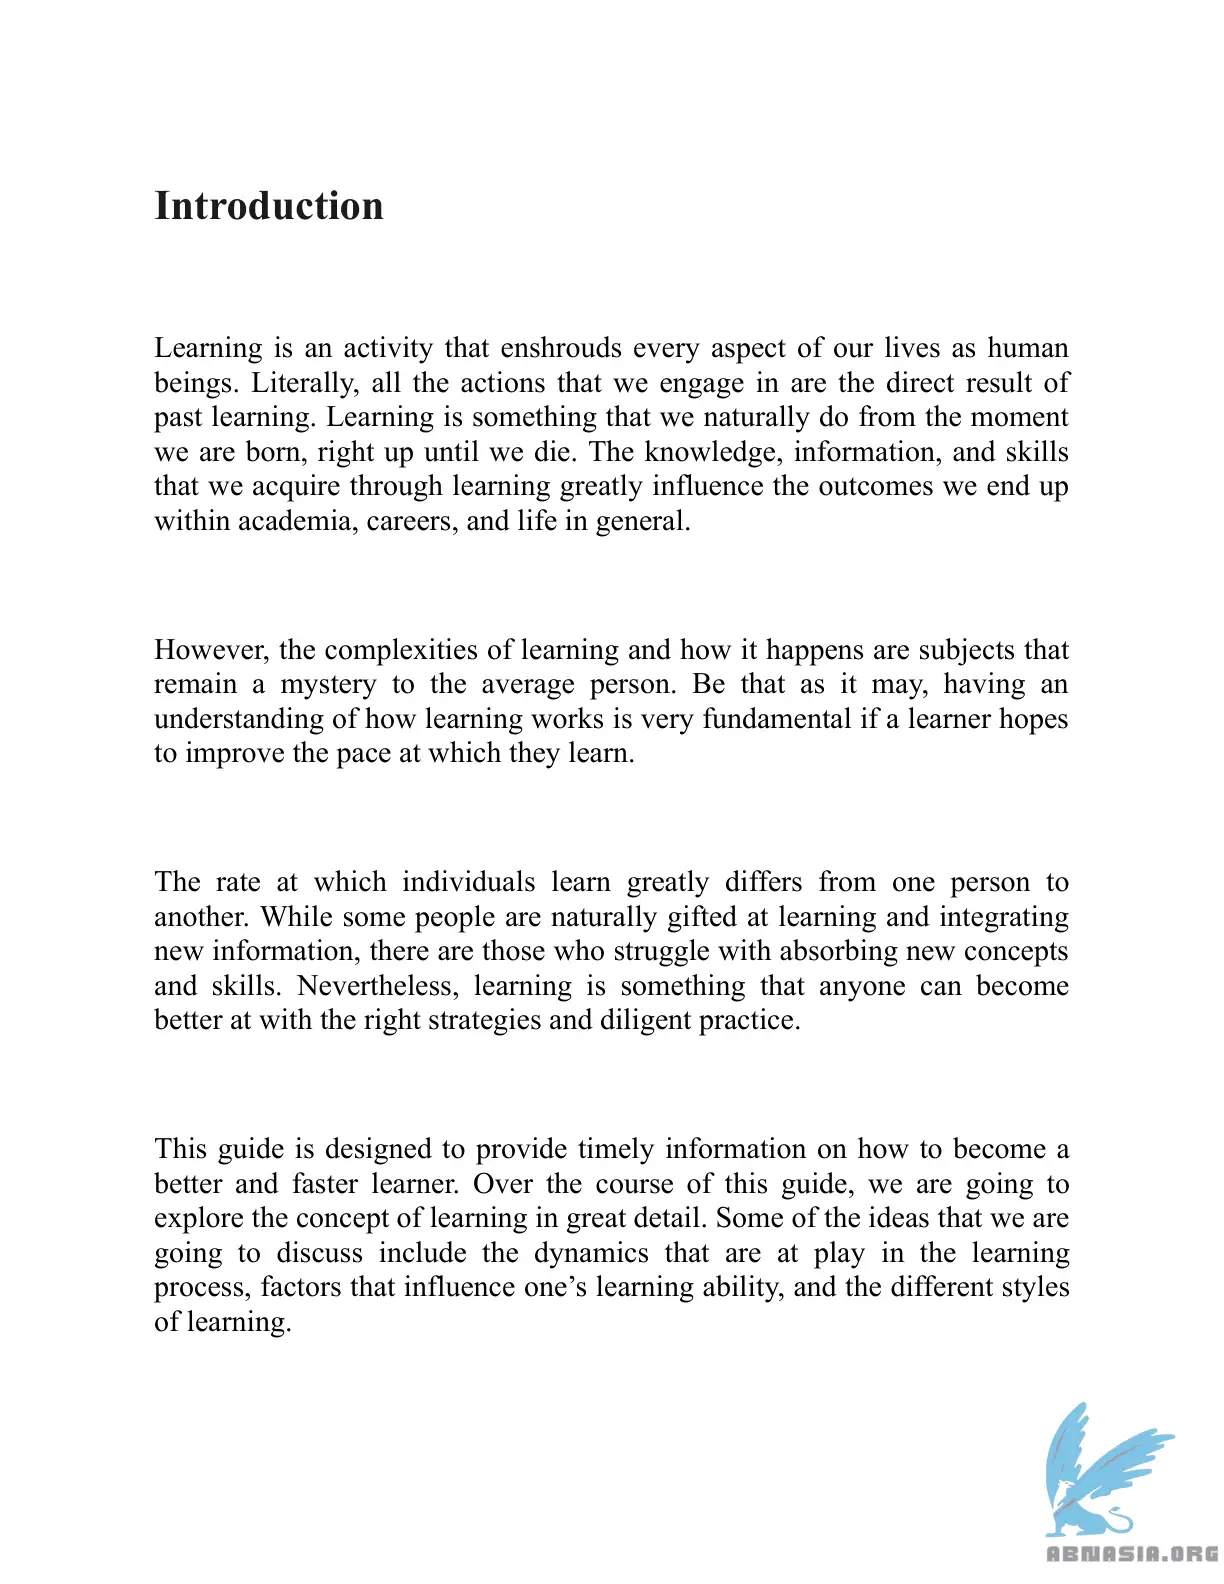 Introduction
Learning is an activity that enshrouds every aspect of our lives as human
beings. Literally, all the actions that we engage in are the direct result of
past learning. Learning is something that we naturally do from the moment
we are born, right up until we die. The knowledge, information, and skills
that we acquire through learning greatly influence the outcomes we end up
within academia, careers, and life in general.
However, the complexities of learning and how it happens are subjects that
remain a mystery to the average person. Be that as it may, having an
understanding of how learning works is very fundamental if a learner hopes
to improve the pace at which they learn.
The rate at which individuals learn greatly differs from one person to
another. While some people are naturally gifted at learning and integrating
new information, there are those who struggle with absorbing new concepts
and skills. Nevertheless, learning is something that anyone can become
better at with the right strategies and diligent practice.
This guide is designed to provide timely information on how to become a
better and faster learner. Over the course of this guide, we are going to
explore the concept of learning in great detail. Some of the ideas that we are
going to discuss include the dynamics that are at play in the learning
process, factors that influence one’s learning ability, and the different styles
of learning.
ABNASIA.ORG